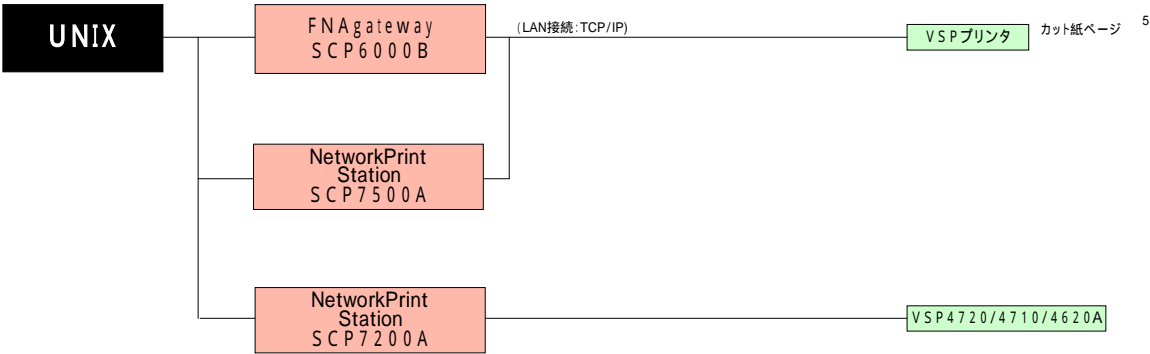 UNIX
FNAgateway
SCP6000B
(LAN接続:TCP/IP)
VSPプリンタ
カット紙ページ 5
NetworkPrint
Station
SCP7500A
NetworkPrint
Station
SCP7200A
VSP4720/4710/4620A